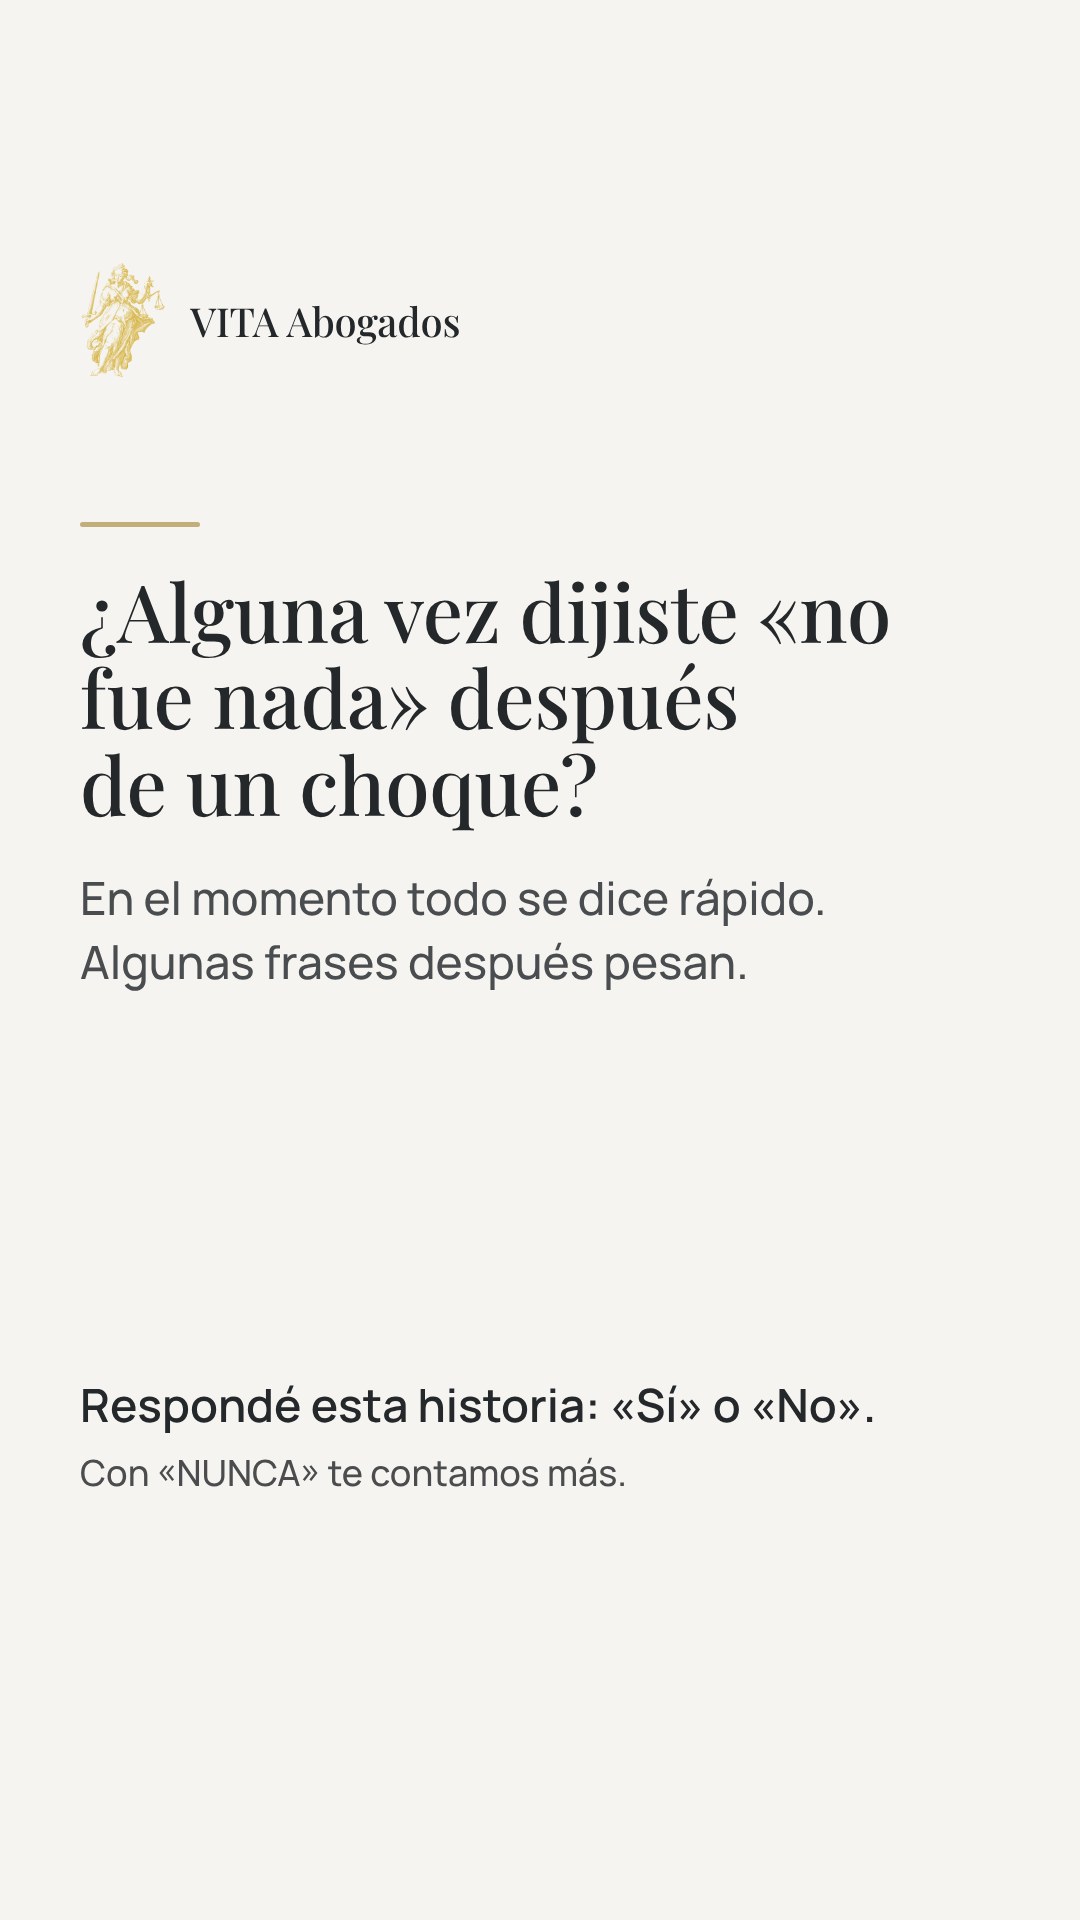 VITA Abogados
¿Alguna vez dijiste «no
fue nada» después
de un choque?
En el momento todo se dice rápido.
Algunas frases después pesan.
Respondé esta historia: «Sí» o «No».
Con «NUNCA» te contamos más.